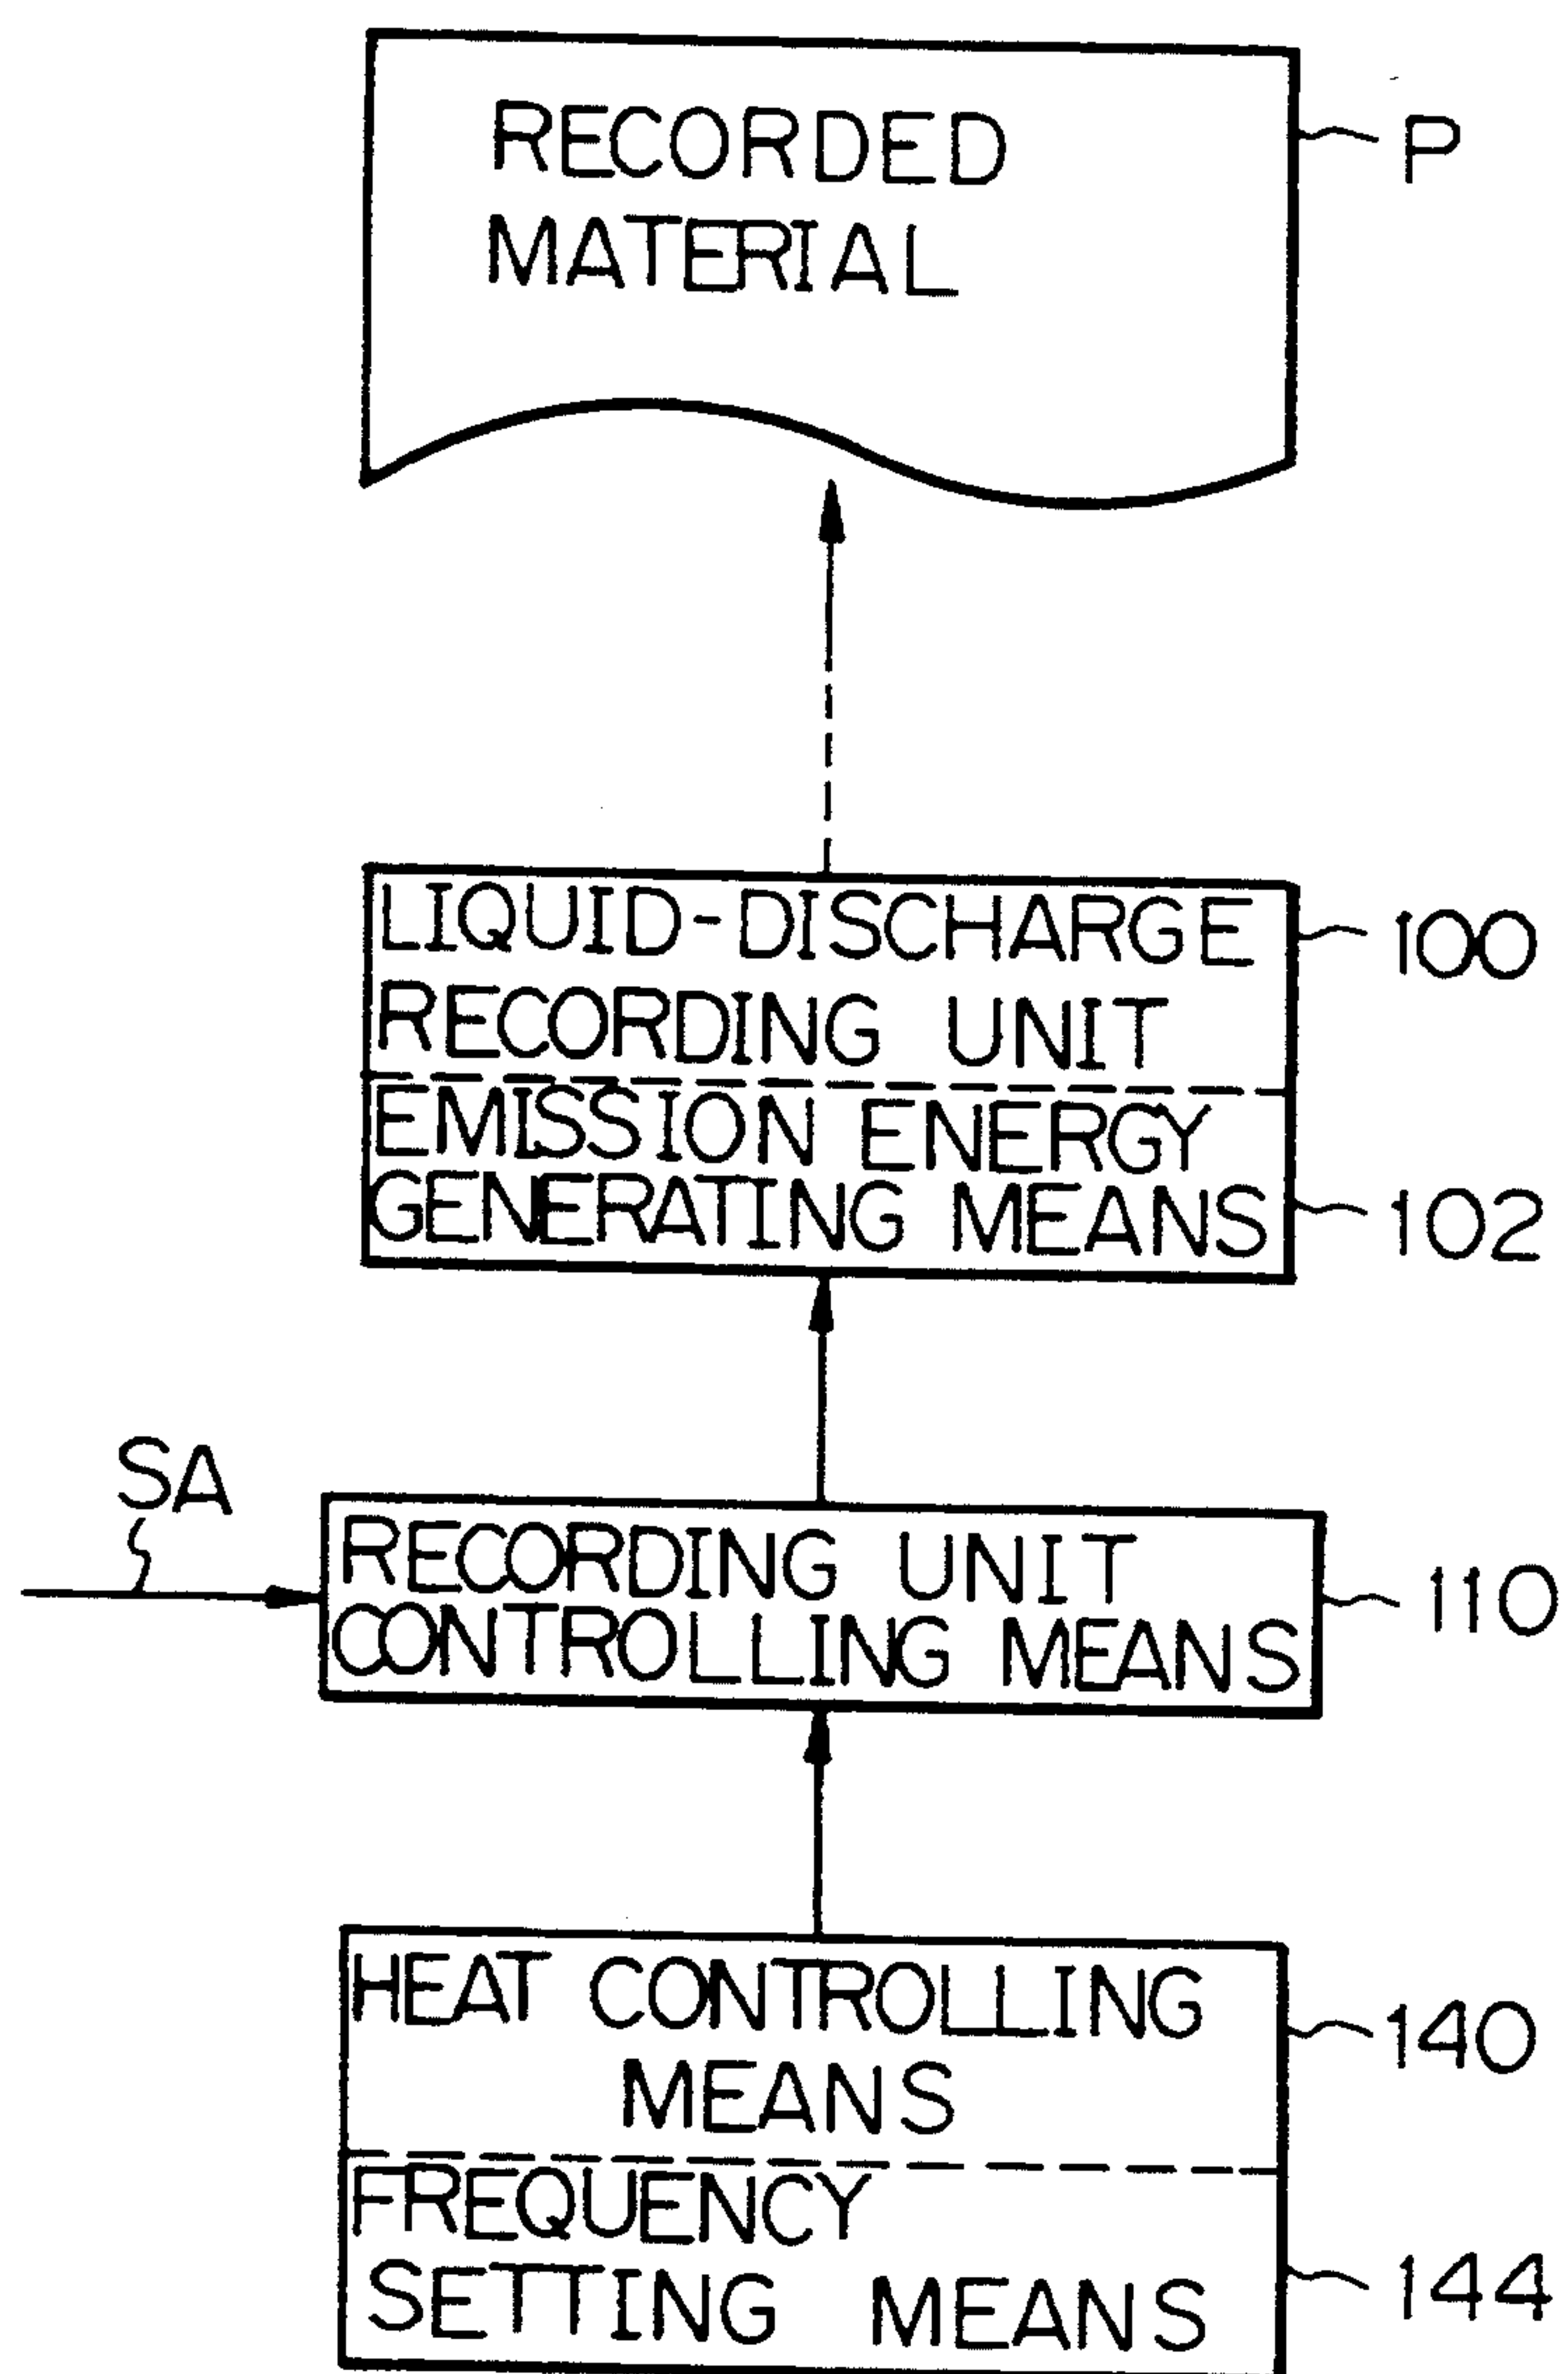 RECORDED
MATERIAL
P
LIQUID-DISCHARGE
RECORDING UNIT
100
EMISSION ENERGY
GENERATING MEANS
102
SA
RECORDING UNIT
CONTROLLING MEANS
110
HEAT CONTROLLING
MEANS
140
FREQUENCY
SETTING MEANS
144